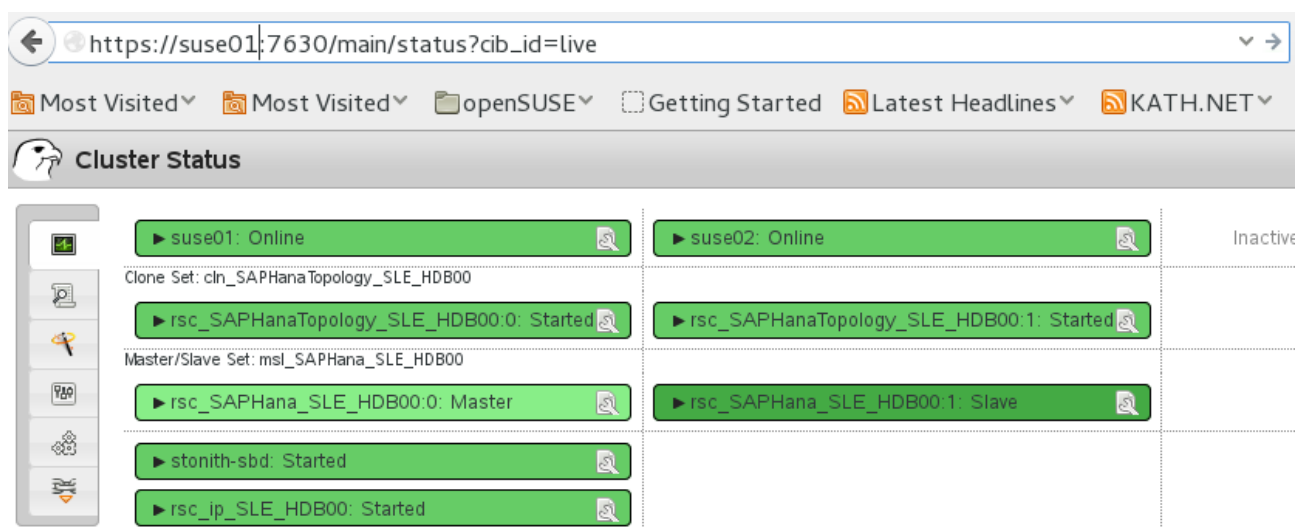 https://suse01:7630/main/status?cib_id=live
Most Visited Most Visited openSUSE Getting Started Latest Headlines KATH.NET
Cluster Status
suse01: Online suse02: Online Inactive
Clone Set: cln_SAPHanaTopology_SLE_HDB00
rsc_SAPHanaTopology_SLE_HDB00:0: Started rsc_SAPHanaTopology_SLE_HDB00:1: Started
Master/Slave Set: msl_SAPHana_SLE_HDB00
rsc_SAPHana_SLE_HDB00:0: Master rsc_SAPHana_SLE_HDB00:1: Slave
stonith-sbd: Started
rsc_ip_SLE_HDB00: Started